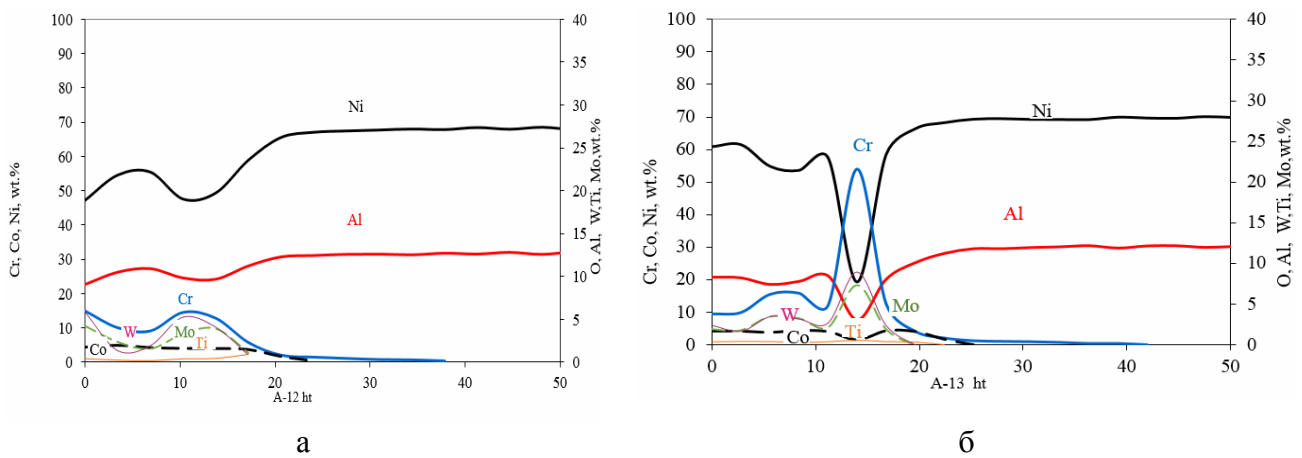 100
90
80
70
60
50
40
30
20
10
0
Cr, Co, Ni, wt.%
40
35
30
25
20
15
10
5
0
O, Al, W,Ti, Mo,wt.%
Ni
Al
Cr
W
Mo
Ti
Co
0 10 20 30 40 50
A-12 ht
а
100
90
80
70
60
50
40
30
20
10
0
Cr, Co, Ni, wt.%
40
35
30
25
20
15
10
5
0
O, Al, W,Ti, Mo,wt.%
Ni
Cr
Al
W
Mo
Ti
Co
0 10 20 30 40 50
A-13 ht
б